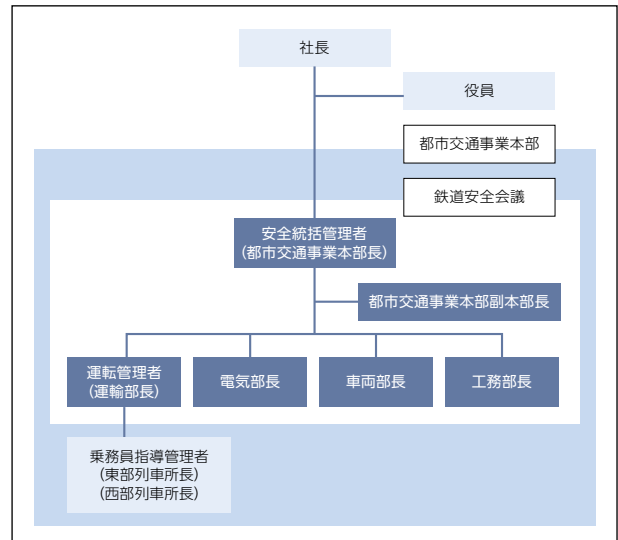 社長
役員
都市交通事業本部
鉄道安全会議
安全統括管理者
(都市交通事業本部長)
都市交通事業本部副本部長
運転管理者
(運輸部長)
電気部長
車両部長
工務部長
乗務員指導管理者
(東部列車所長)
(西部列車所長)